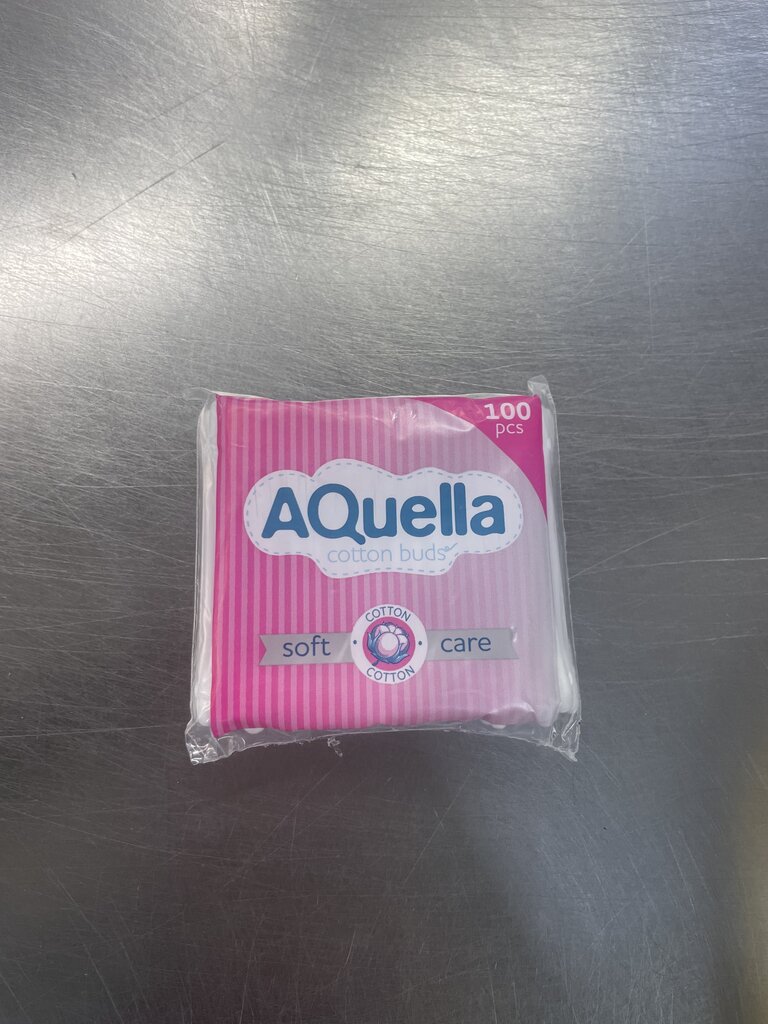 100
pcs
AQuella
cotton buds
COTTON
soft care
COTTON